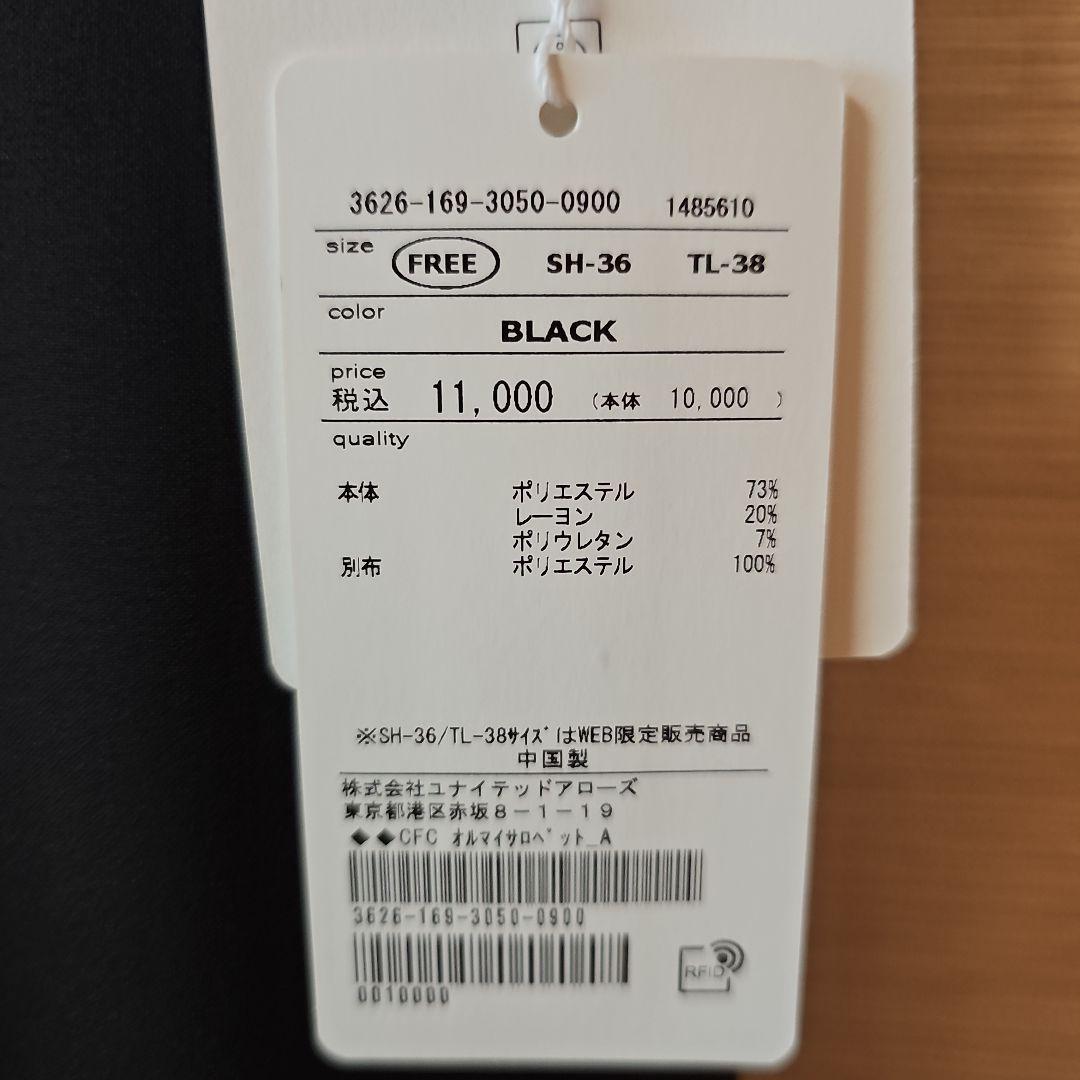 3626-169-3050-0900 1485610
size FREE SH-36 TL-38
color
BLACK
price
税込 11,000 (本体 10,000 )
quality
本体 ポリエステル 73%
レーヨン 20%
ポリウレタン 7%
別布 ポリエステル 100%
※SH-36/TL-38サイズはWEB限定販売商品
中国製
株式会社ユナイテッドアローズ
東京都港区赤坂8-1-19
◆◆CFC オルマイサロペット_A
3626-169-3050-0900
0010000
RFID